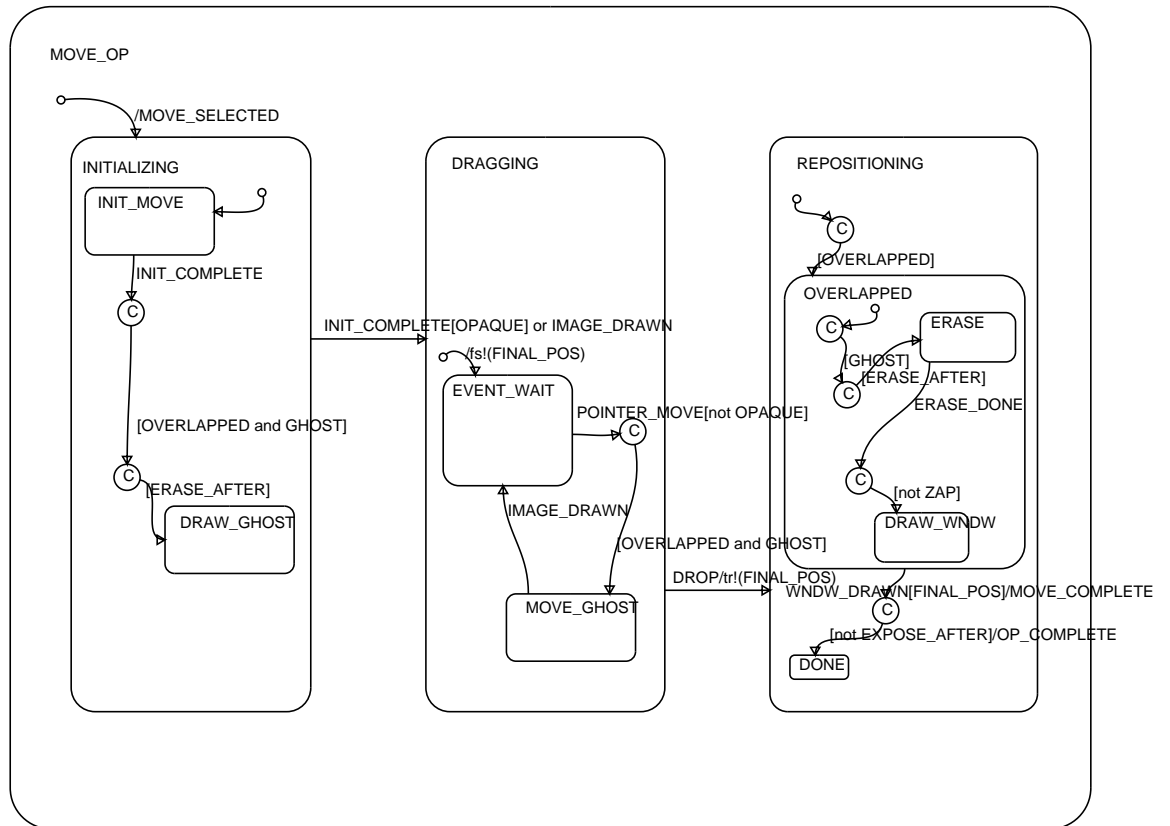 MOVE_OP
/MOVE_SELECTED
INITIALIZING
INIT_MOVE
INIT_COMPLETE
C
[OVERLAPPED and GHOST]
C
[ERASE_AFTER]
DRAW_GHOST
INIT_COMPLETE[OPAQUE] or IMAGE_DRAWN
DRAGGING
/fs!(FINAL_POS)
EVENT_WAIT
POINTER_MOVE[not OPAQUE]
C
IMAGE_DRAWN
[OVERLAPPED and GHOST]
MOVE_GHOST
DROP/tr!(FINAL_POS)
REPOSITIONING
C
[OVERLAPPED]
OVERLAPPED
C
ERASE
[GHOST]
[ERASE_AFTER]
C
ERASE_DONE
C
[not ZAP]
DRAW_WNDW
WNDW_DRAWN[FINAL_POS]/MOVE_COMPLETE
C
[not EXPOSE_AFTER]/OP_COMPLETE
DONE